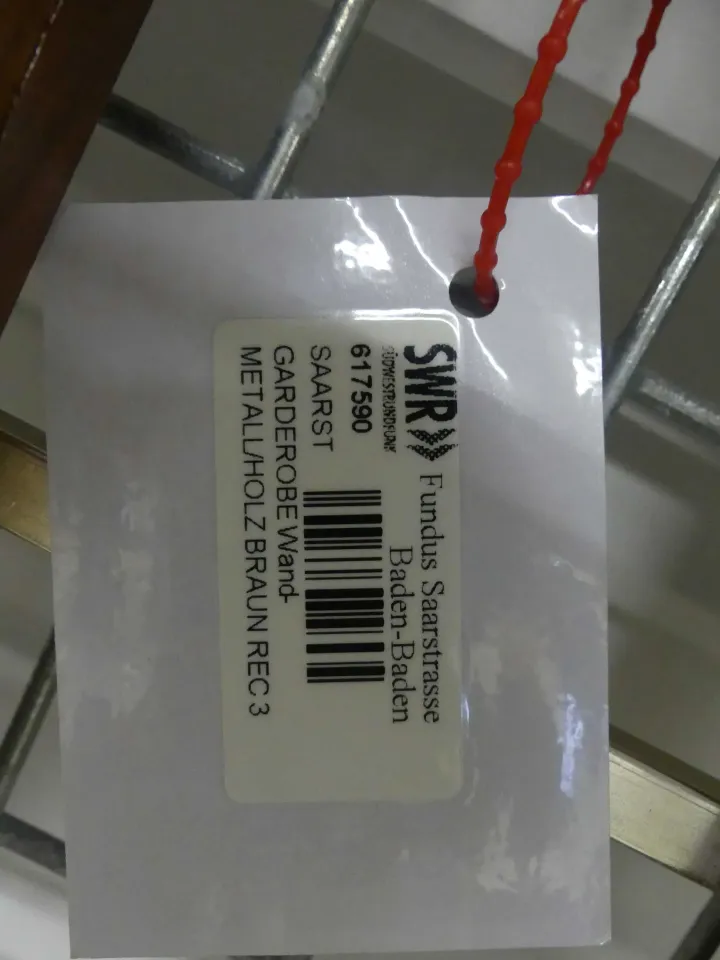 SWR» Fundus Saarstrasse
SÜDWESTRUNDFUNK Baden-Baden
617590
SAARST
GARDEROBE Wand-
METALL/HOLZ BRAUN REC 3